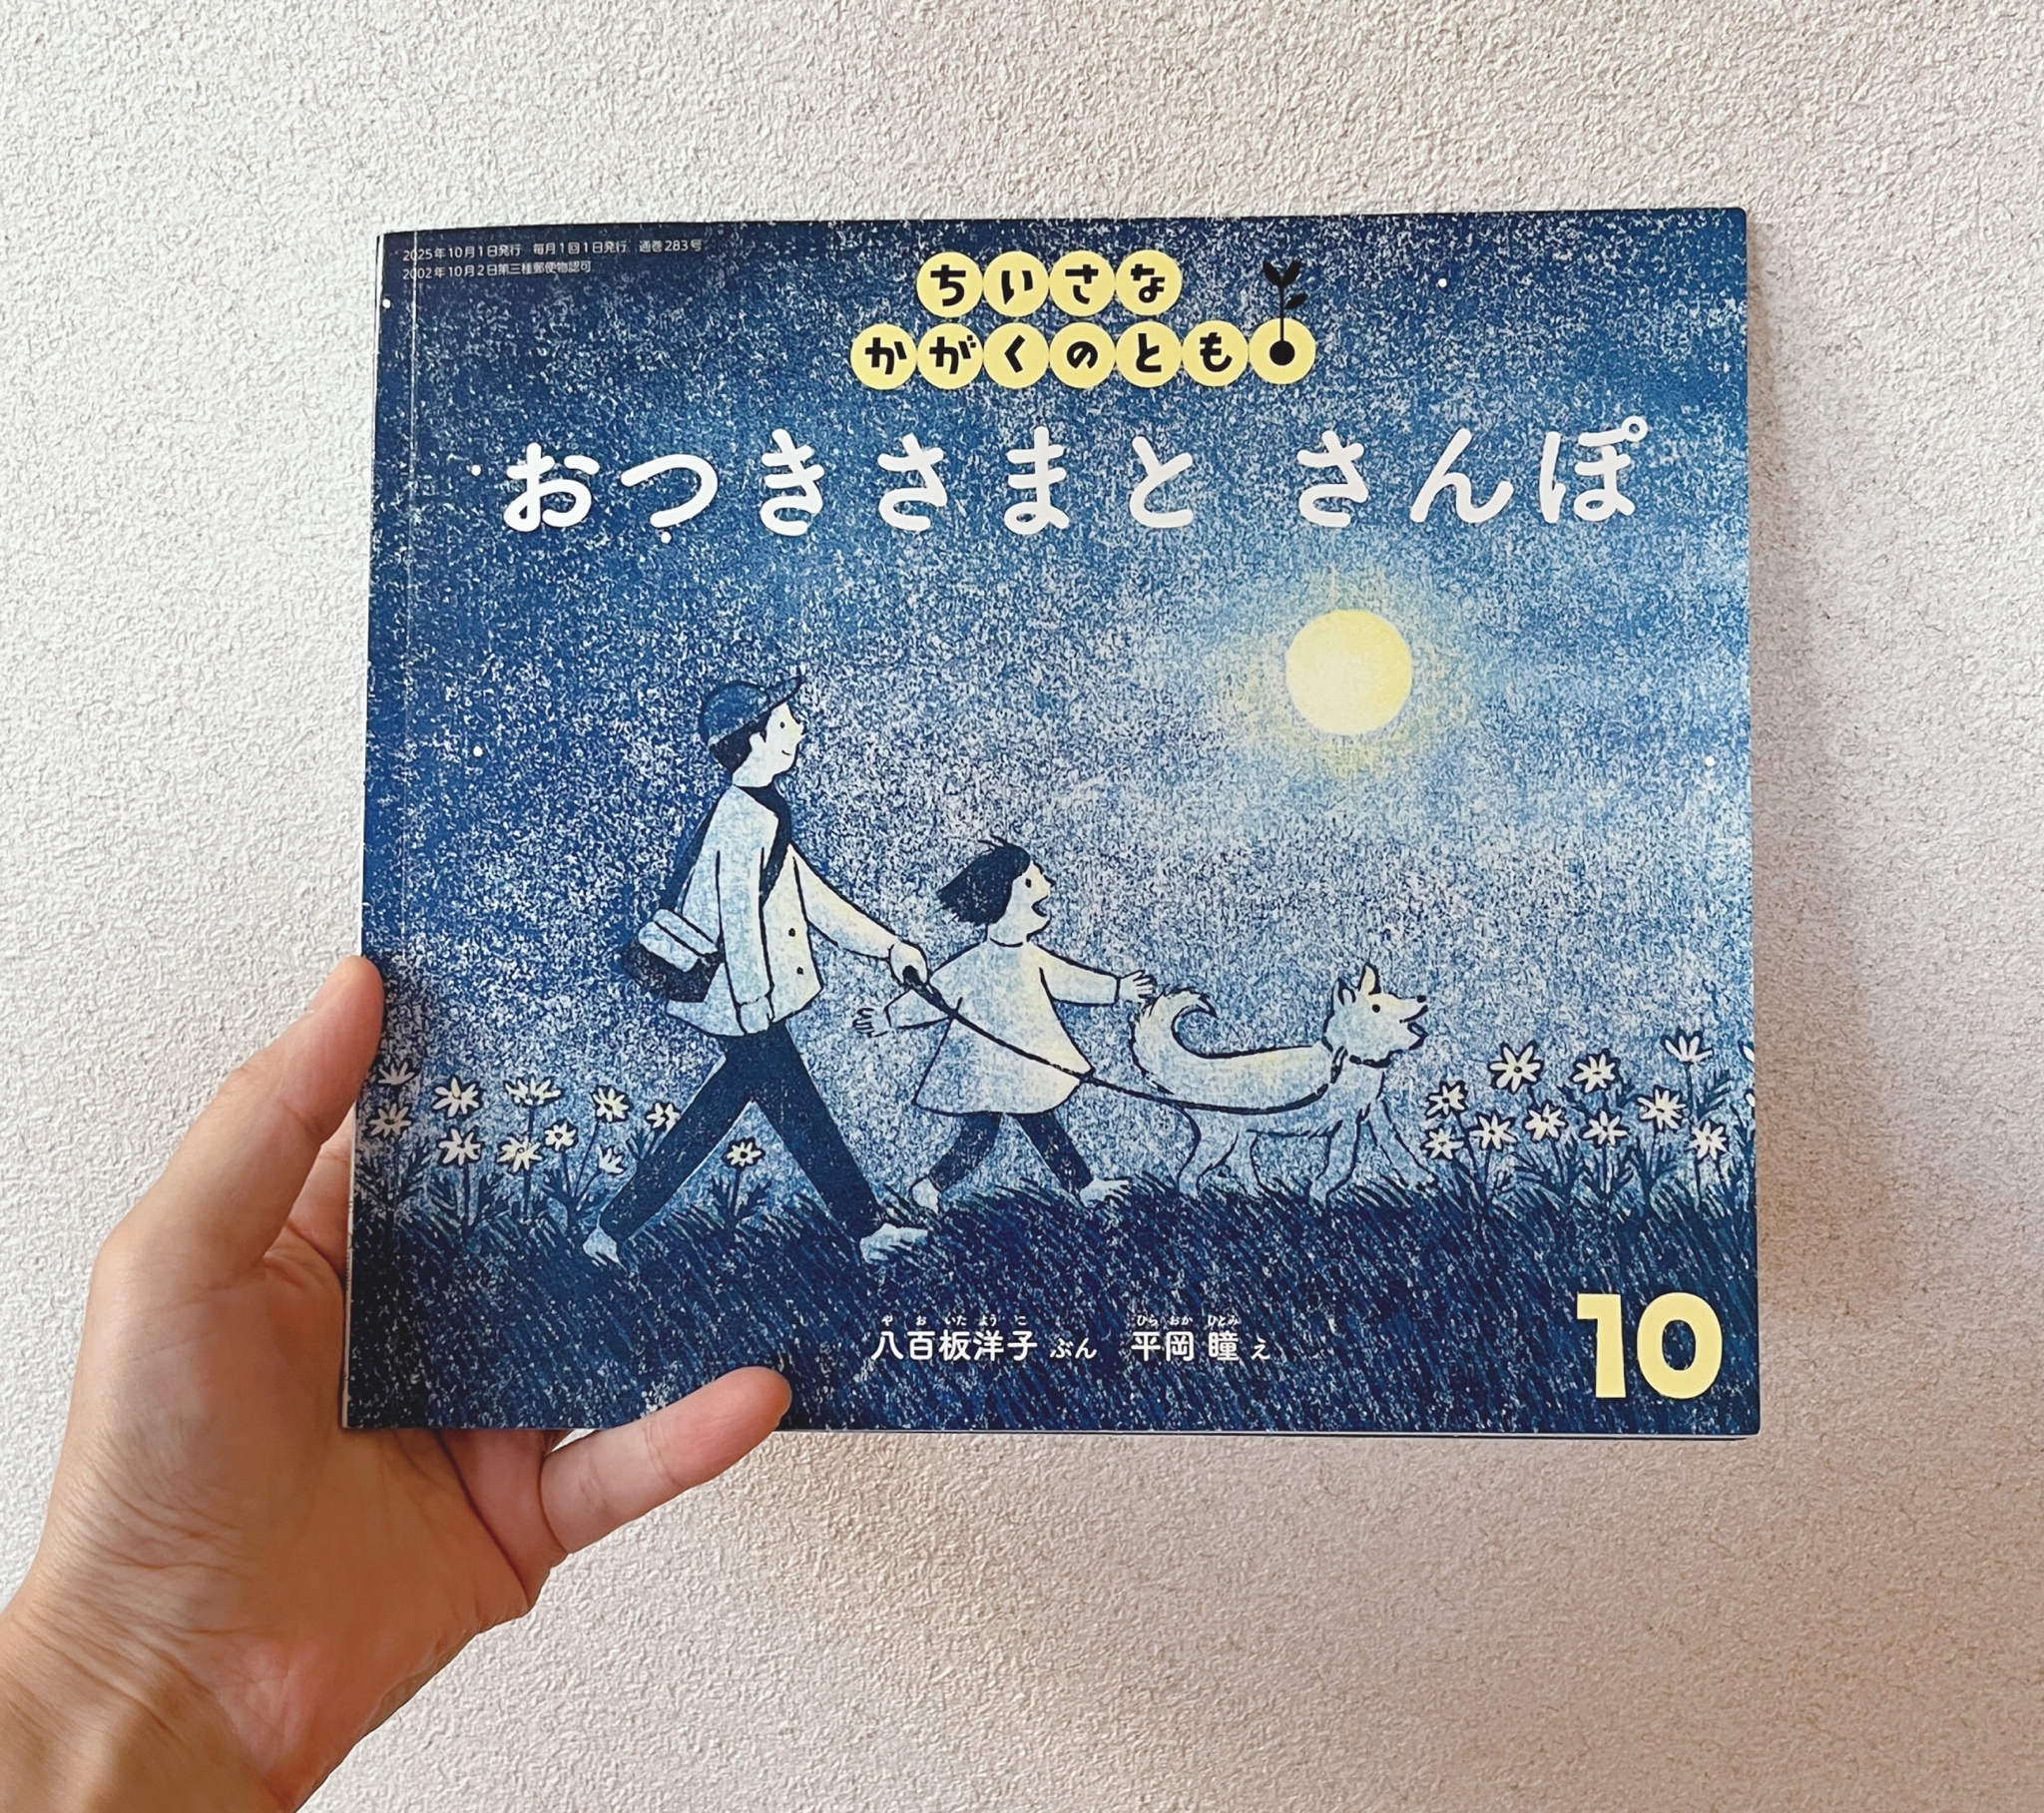 2025年10月1日発行　毎月1回1日発行　通巻283号
2002年10月2日第三種郵便物認可
ちいさな
かがくのとも
おつきさまと さんぽ
10
や お いた よう こ　ひら おか ひとみ
八百板洋子 ぶん　平岡 瞳 え